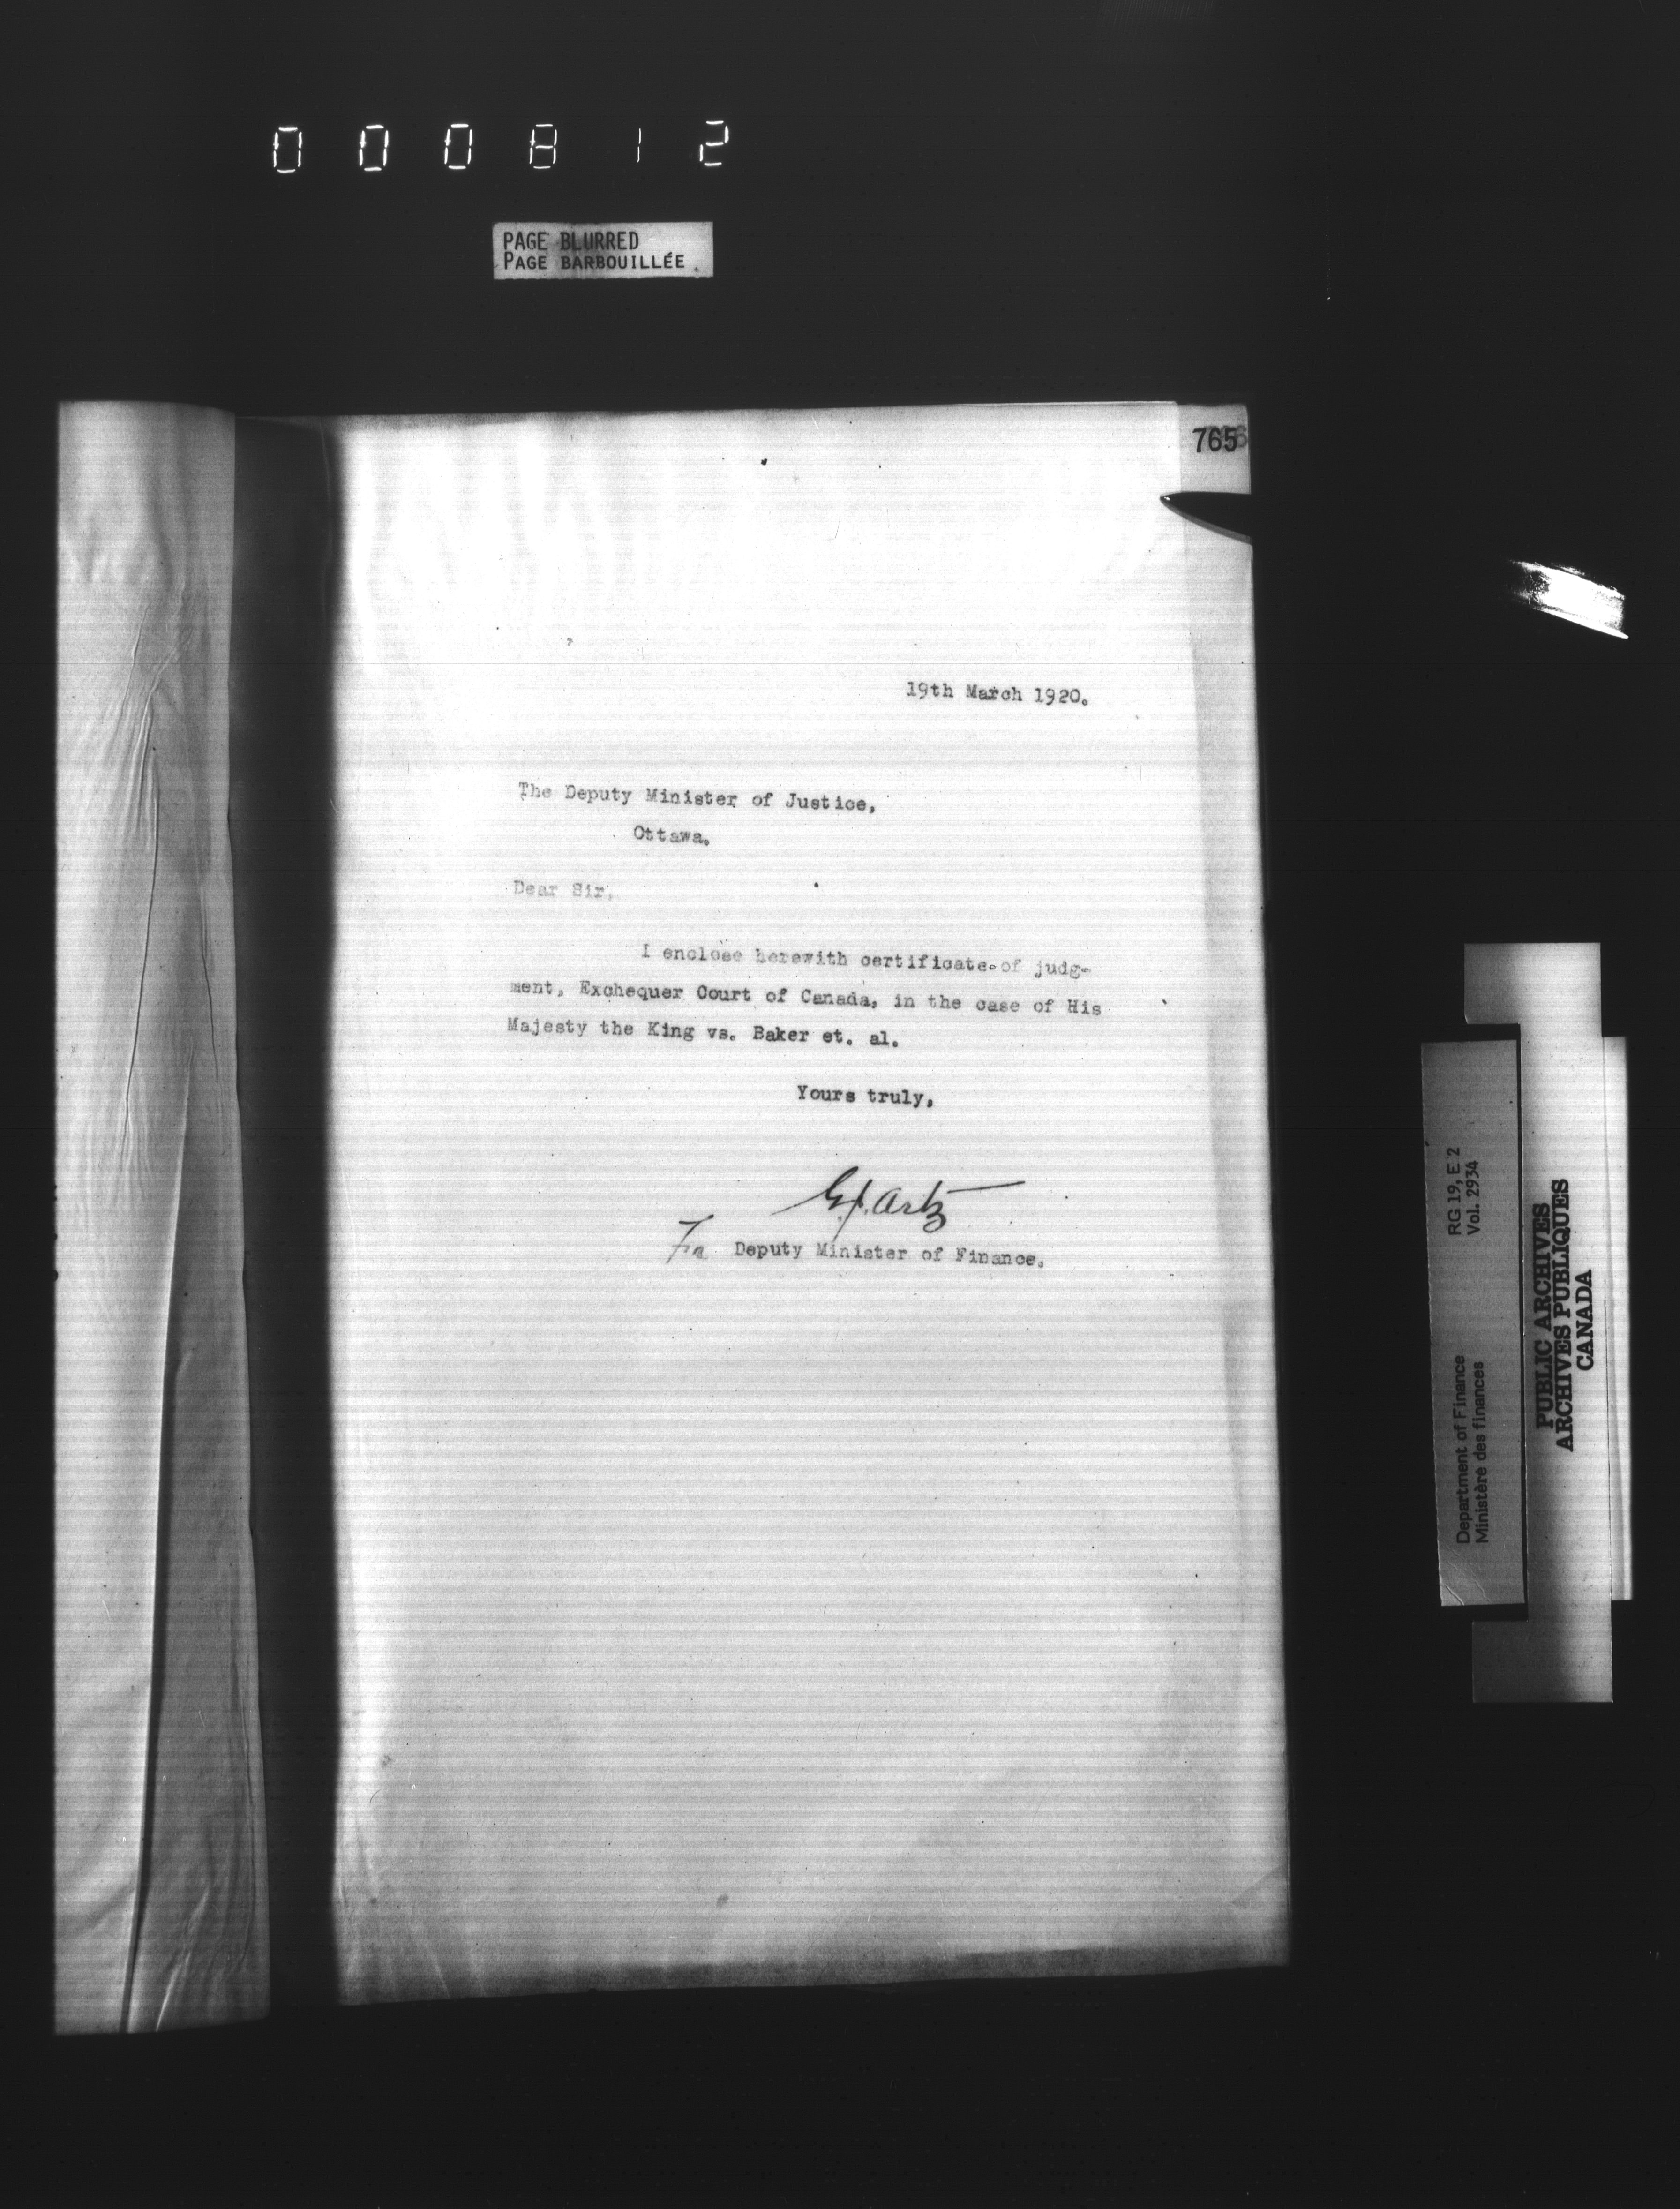 000812
PAGE BLURRED
PAGE BARBOUILLÉE
765
19th March 1920.
The Deputy Minister of Justice,
Ottawa.
Dear Sir,
I enclose herewith certificate of judg-
ment, Exchequer Court of Canada, in the case of His
Majesty the King vs. Baker et. al.
Yours truly,
Deputy Minister of Finance.
Department of Finance RG 19, E 2
Ministère des finances Vol. 2934
PUBLIC ARCHIVES
ARCHIVES PUBLIQUES
CANADA